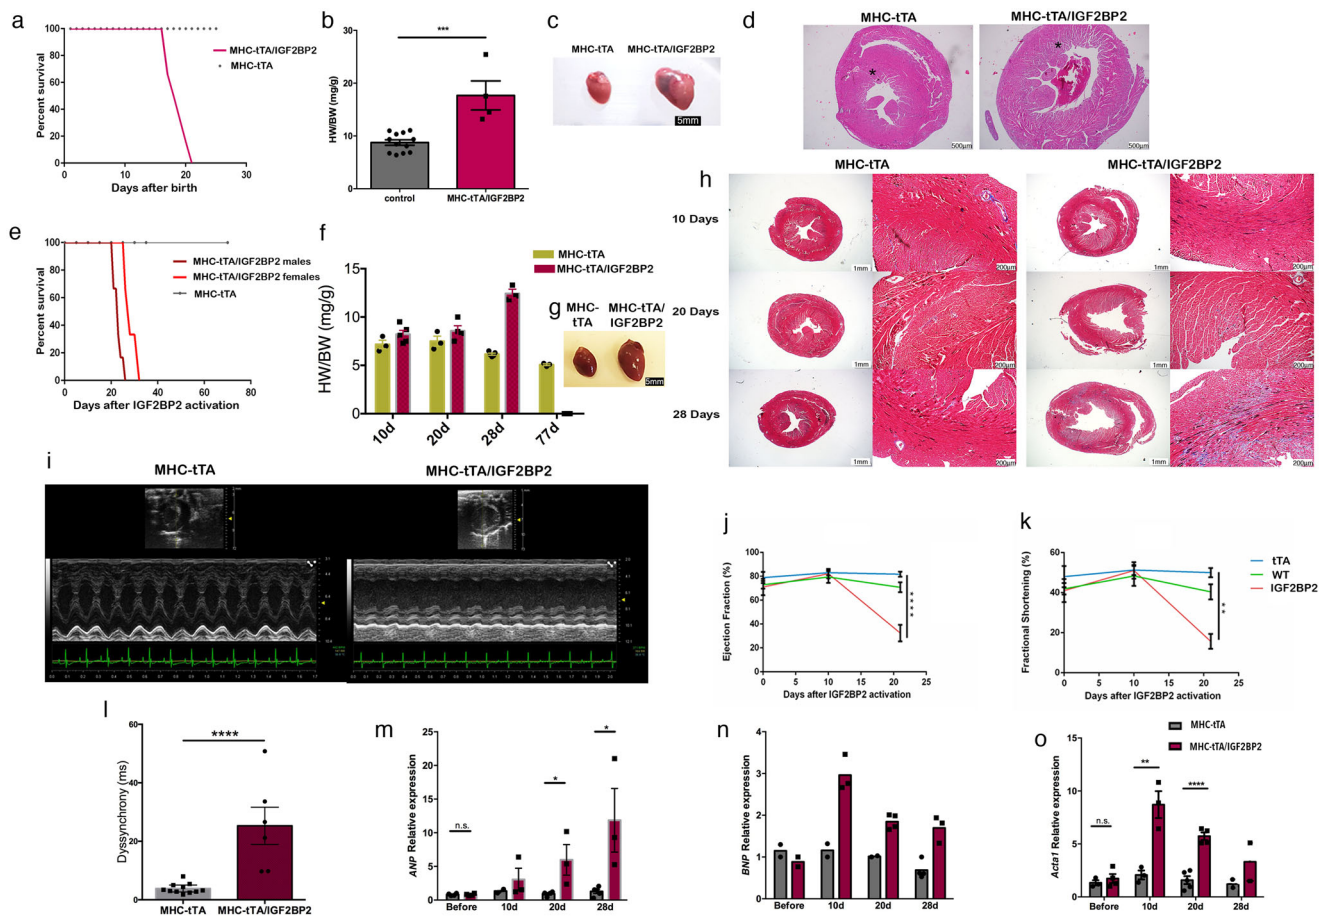 a
Percent survival
100
80
60
40
20
0
0
10
20
30
Days after birth
MHC-tTA/IGF2BP2
MHC-tTA
b
HW/BW (mg/g)
30
20
10
0
***
control
MHC-tTA/IGF2BP2
c
MHC-tTA
MHC-tTA/IGF2BP2
5mm
d
MHC-tTA
MHC-tTA/IGF2BP2
*
*
500µm
500µm
e
Percent survival
100
80
60
40
20
0
0
20
40
60
80
Days after IGF2BP2 activation
MHC-tTA/IGF2BP2 males
MHC-tTA/IGF2BP2 females
MHC-tTA
f
HW/BW (mg/g)
15
10
5
0
10d
20d
28d
77d
MHC-tTA
MHC-tTA/IGF2BP2
g
MHC-
tTA
MHC-tTA/
IGF2BP2
5mm
h
MHC-tTA
MHC-tTA/IGF2BP2
10 Days
1mm
200µm
1mm
200µm
20 Days
1mm
200µm
1mm
200µm
28 Days
1mm
200µm
1mm
200µm
i
MHC-tTA
MHC-tTA/IGF2BP2
j
Ejection Fraction (%)
100
80
60
40
20
0
0
5
10
15
20
25
Days after IGF2BP2 activation
****
k
Fractional Shortening (%)
60
40
20
0
0
5
10
15
20
25
Days after IGF2BP2 activation
**
tTA
WT
IGF2BP2
l
Dyssynchrony (ms)
60
40
20
0
****
MHC-tTA
MHC-tTA/IGF2BP2
m
ANP Relative expression
25
20
15
10
5
0
n.s.
*
*
Before
10d
20d
28d
n
BNP Relative expression
4
3
2
1
0
Before
10d
20d
28d
o
MHC-tTA
MHC-tTA/IGF2BP2
Acta1 Relative expression
15
10
5
0
n.s.
**
****
Before
10d
20d
28d